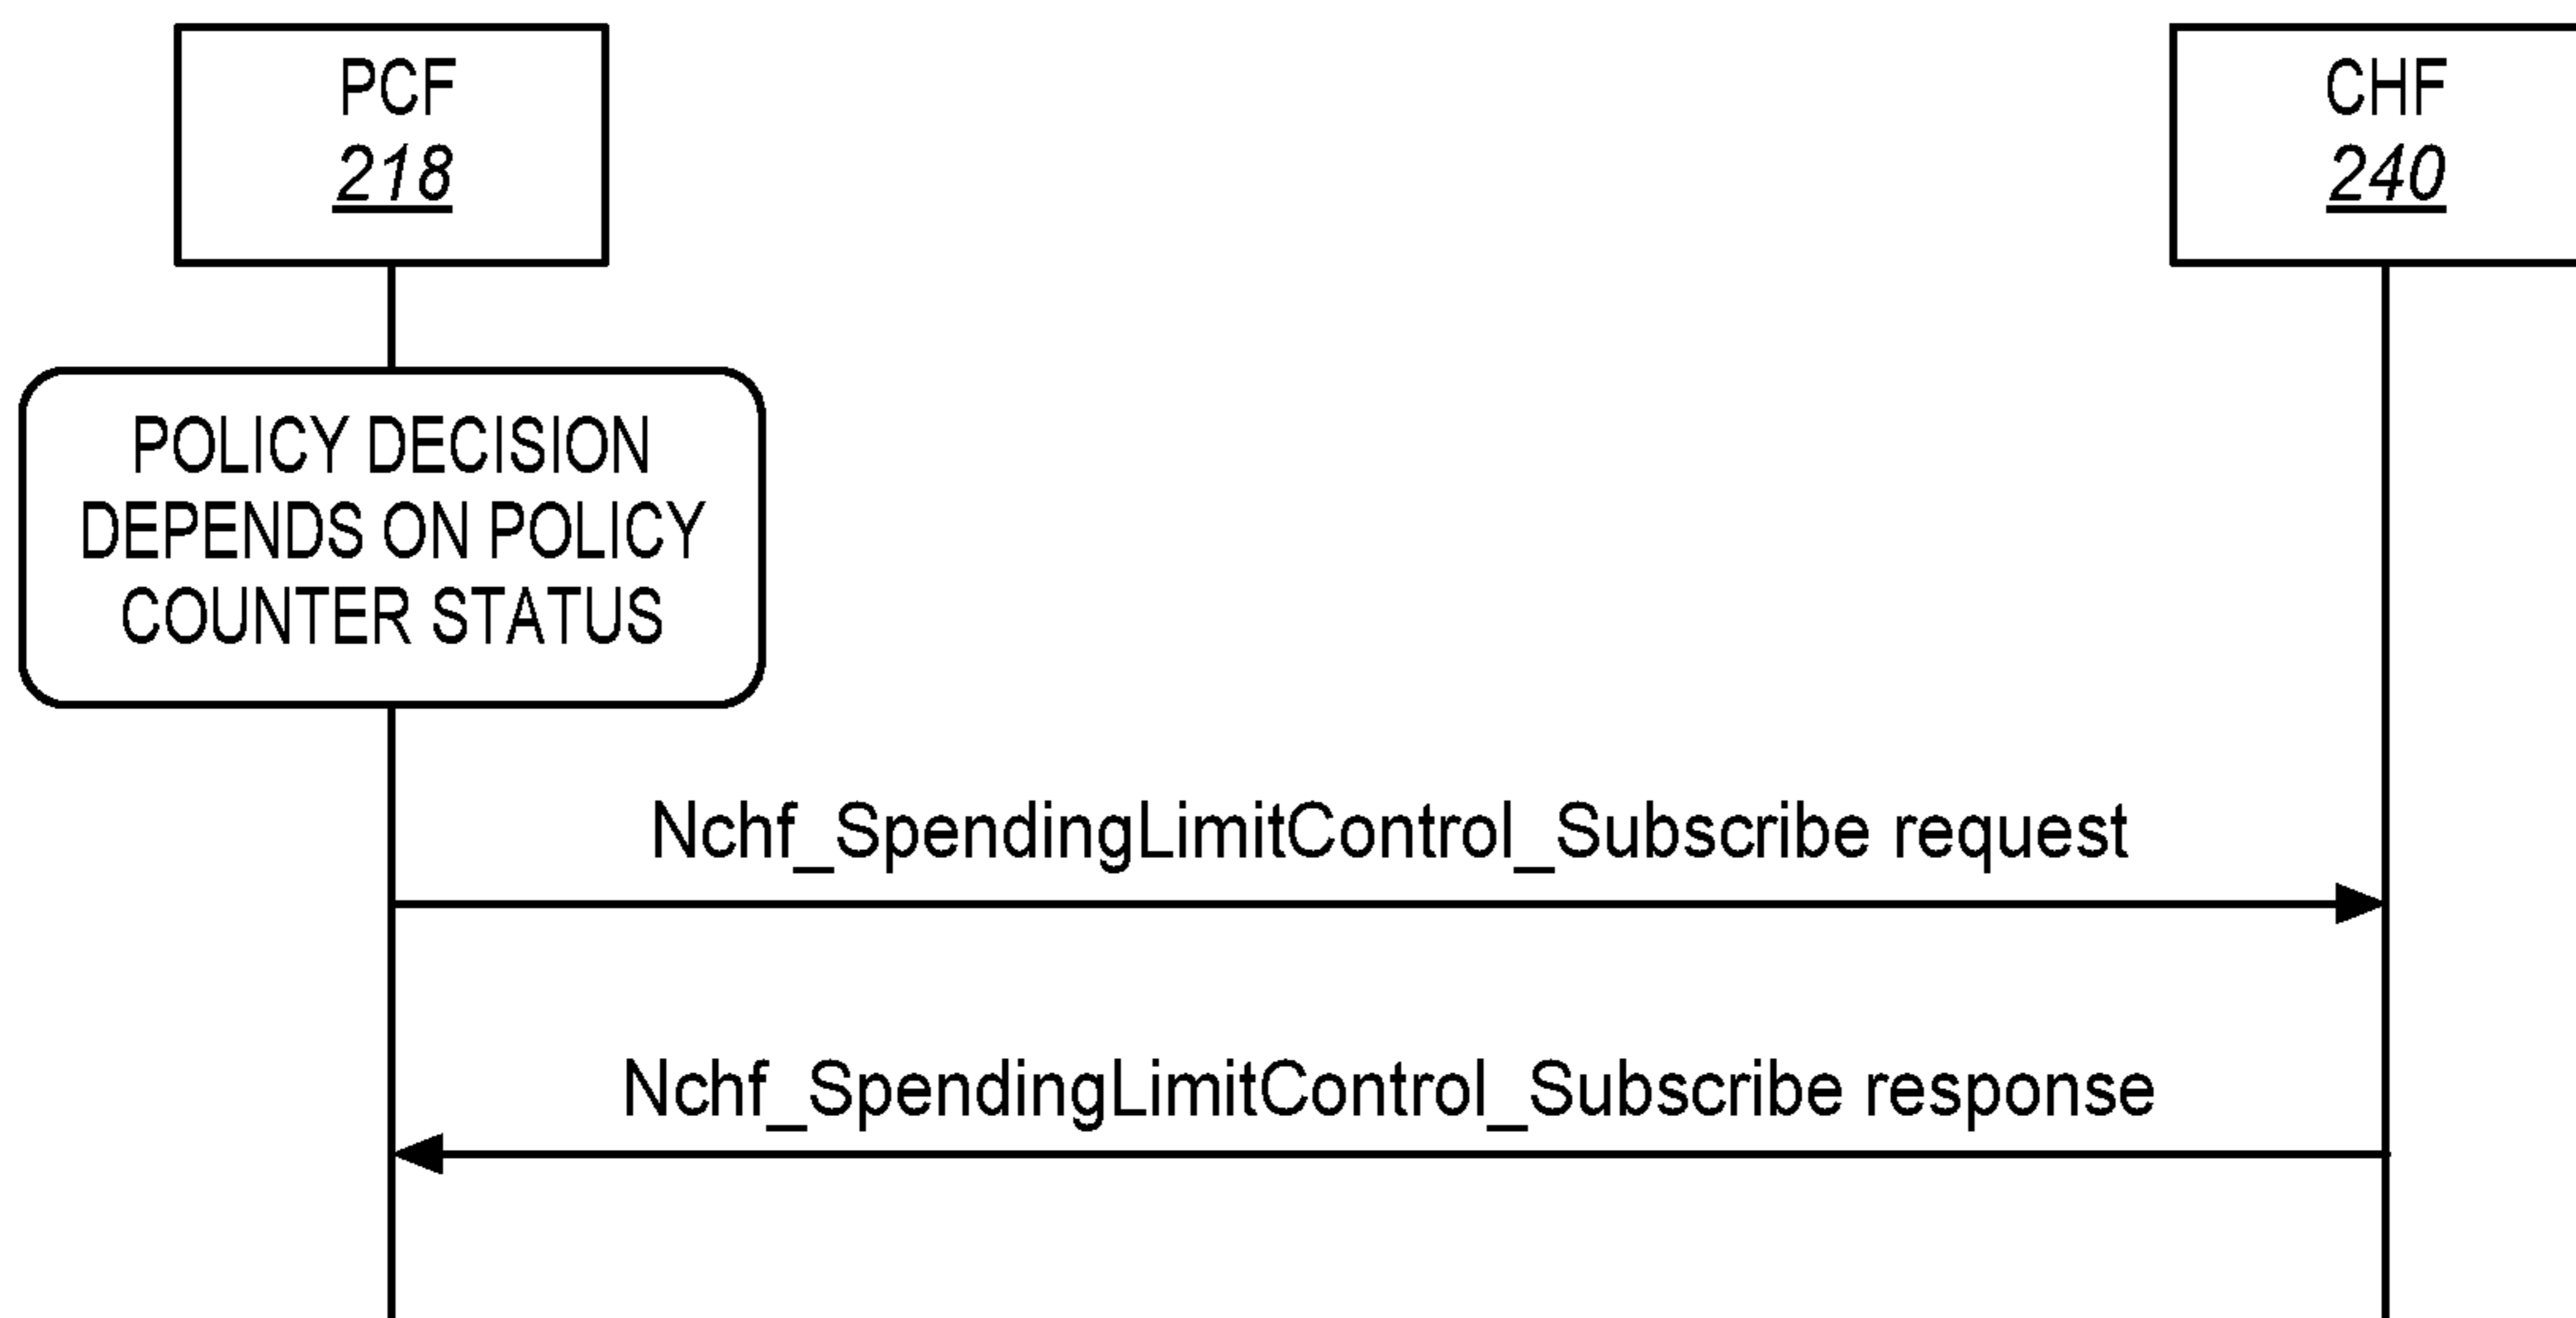 PCF
218
CHF
240
POLICY DECISION
DEPENDS ON POLICY
COUNTER STATUS
Nchf_SpendingLimitControl_Subscribe request
Nchf_SpendingLimitControl_Subscribe response